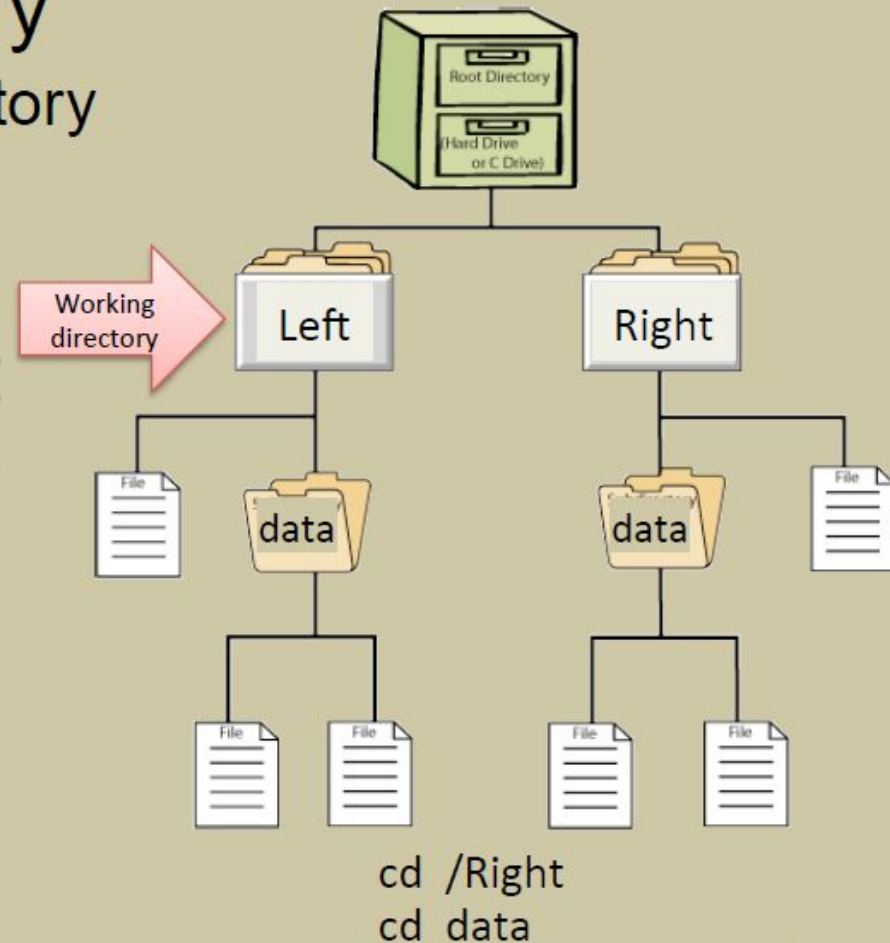 y
tory
Root Directory
(Hard Drive
or C Drive)
Working
directory
Left
Right
File
data
data
File
File
File
File
File
cd /Right
cd data